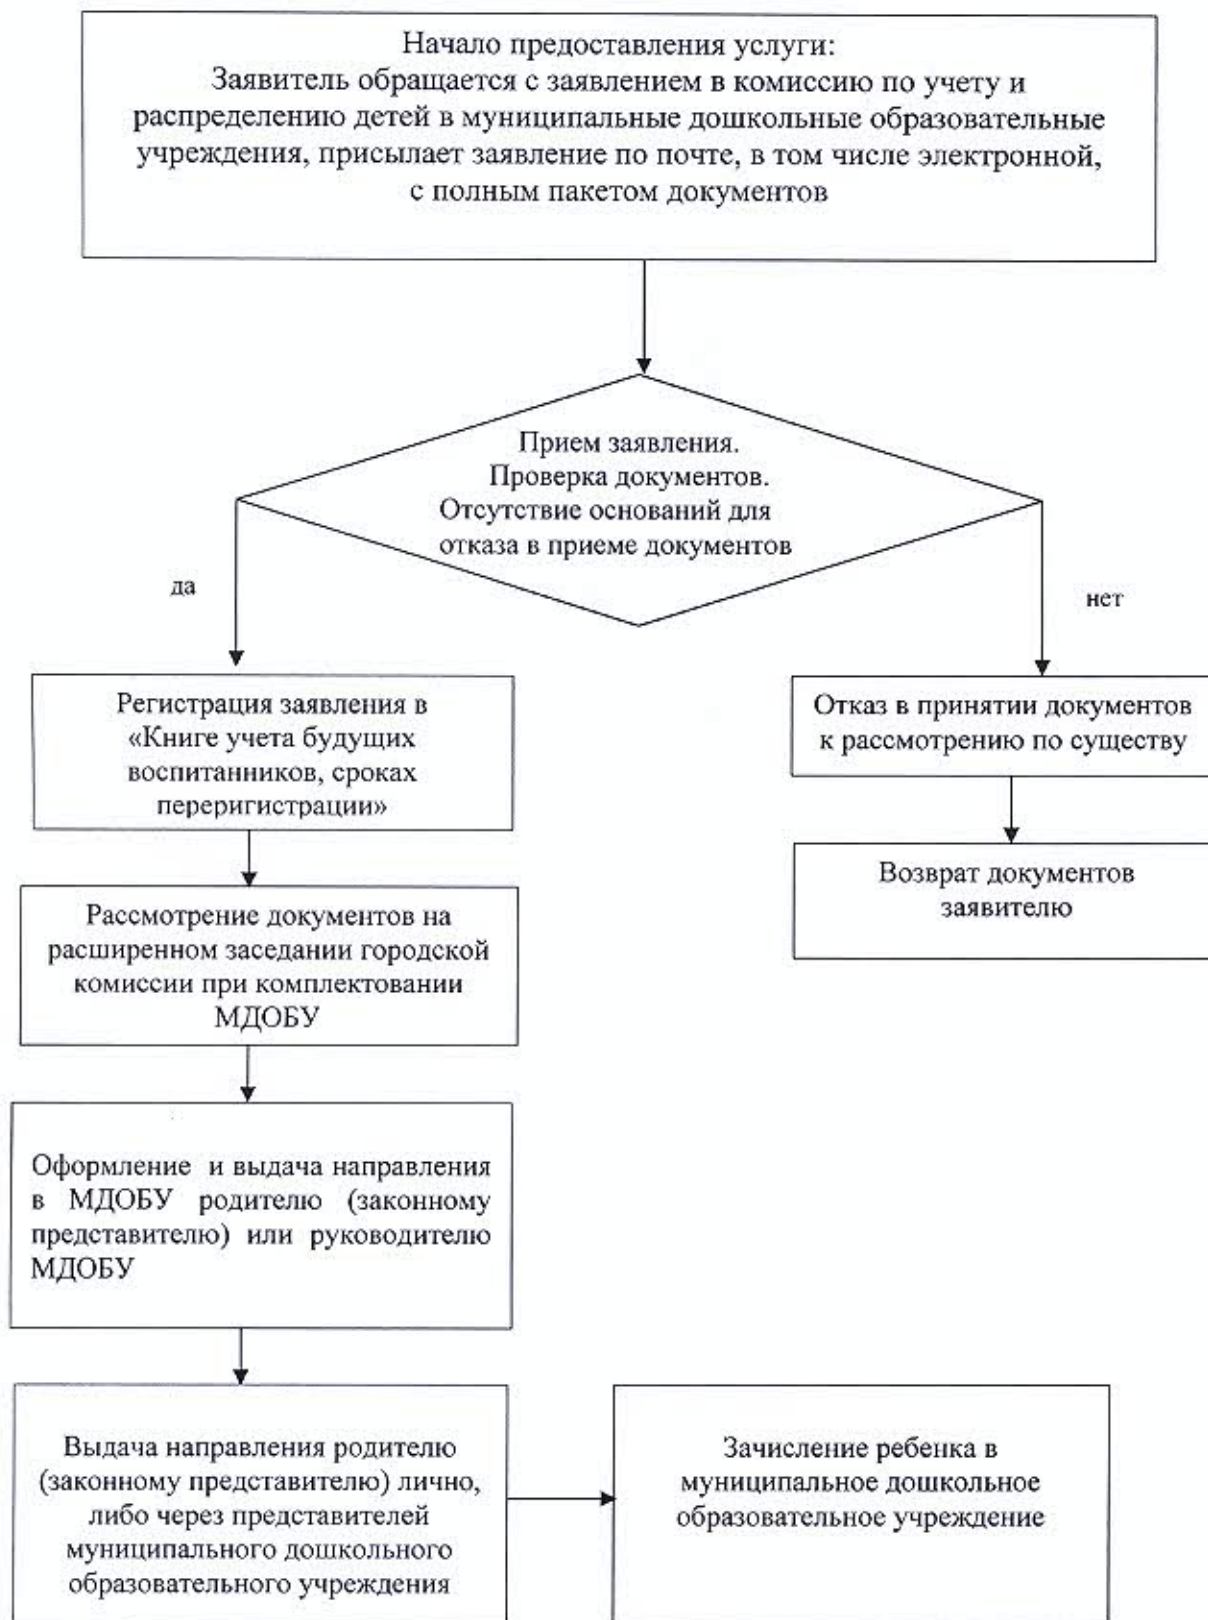 Начало предоставления услуги:
Заявитель обращается с заявлением в комиссию по учету и
распределению детей в муниципальные дошкольные образовательные
учреждения, присылает заявление по почте, в том числе электронной,
с полным пакетом документов
Прием заявления.
Проверка документов.
Отсутствие оснований для
отказа в приеме документов
да
нет
Регистрация заявления в
«Книге учета будущих
воспитанников, сроках
переригистрации»
Отказ в принятии документов
к рассмотрению по существу
Возврат документов
заявителю
Рассмотрение документов на
расширенном заседании городской
комиссии при комплектовании
МДОБУ
Оформление и выдача направления
в МДОБУ родителю (законному
представителю) или руководителю
МДОБУ
Выдача направления родителю
(законному представителю) лично,
либо через представителей
муниципального дошкольного
образовательного учреждения
Зачисление ребенка в
муниципальное дошкольное
образовательное учреждение